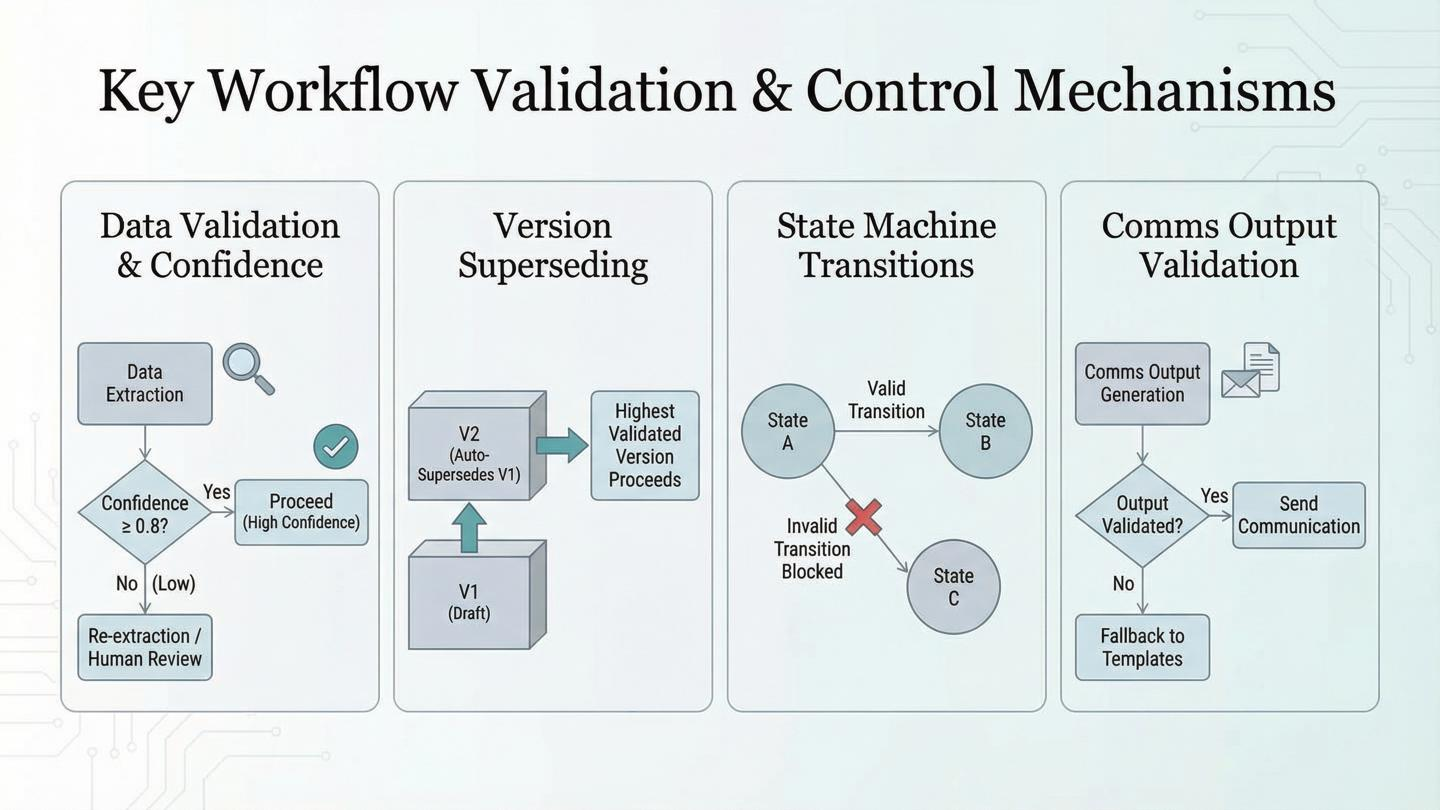 Key Workflow Validation & Control Mechanisms
Data Validation
& Confidence
Data
Extraction
Confidence
≥ 0.8?
Yes
Proceed
(High Confidence)
No (Low)
Re-extraction /
Human Review
Version
Superseding
V2
(Auto-
Supersedes V1)
Highest
Validated
Version
Proceeds
V1
(Draft)
State Machine
Transitions
State
A
Valid
Transition
State
B
Invalid
Transition
Blocked
State
C
Comms Output
Validation
Comms Output
Generation
Output
Validated?
Yes
Send
Communication
No
Fallback to
Templates